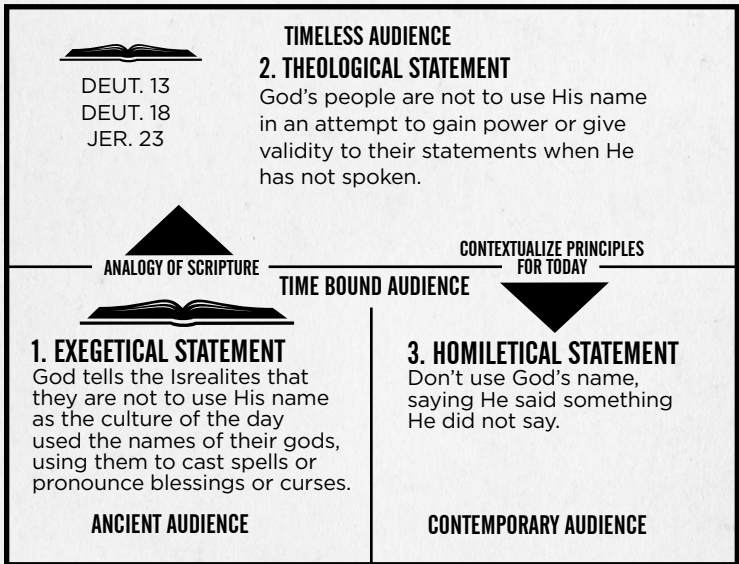 TIMELESS AUDIENCE
DEUT. 13
DEUT. 18
JER. 23
2. THEOLOGICAL STATEMENT
God's people are not to use His name
in an attempt to gain power or give
validity to their statements when He
has not spoken.
ANALOGY OF SCRIPTURE
CONTEXTUALIZE PRINCIPLES
FOR TODAY
TIME BOUND AUDIENCE
1. EXEGETICAL STATEMENT
God tells the Isrealites that
they are not to use His name
as the culture of the day
used the names of their gods,
using them to cast spells or
pronounce blessings or curses.
ANCIENT AUDIENCE
3. HOMILETICAL STATEMENT
Don't use God's name,
saying He said something
He did not say.
CONTEMPORARY AUDIENCE